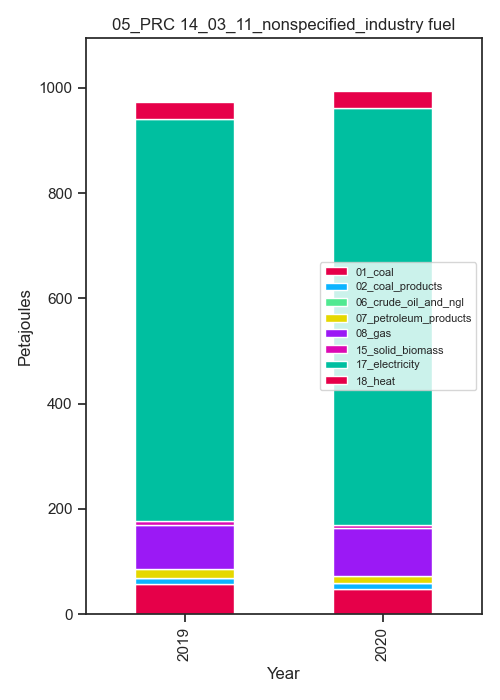 05_PRC 14_03_11_nonspecified_industry fuel
1000
800
600
400
200
0
Petajoules
01_coal
02_coal_products
06_crude_oil_and_ngl
07_petroleum_products
08_gas
15_solid_biomass
17_electricity
18_heat
2019
2020
Year